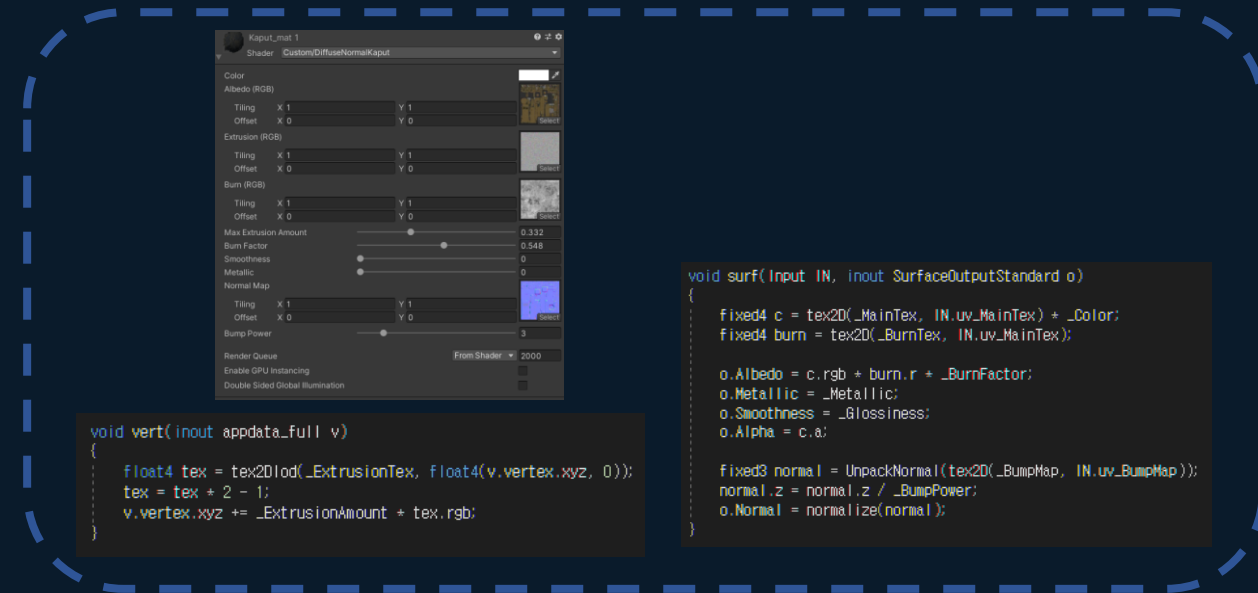 Kaput_mat 1
Shader Custom/DiffuseNormalKaput
Color
Albedo (RGB)
Tiling X 1 Y 1
Offset X 0 Y 0
Select
Extrusion (RGB)
Tiling X 1 Y 1
Offset X 0 Y 0
Select
Burn (RGB)
Tiling X 1 Y 1
Offset X 0 Y 0
Select
Max Extrusion Amount 0.332
Burn Factor 0.548
Smoothness 0
Metallic 0
Normal Map
Tiling X 1 Y 1
Offset X 0 Y 0
Select
Bump Power 3
Render Queue From Shader 2000
Enable GPU Instancing
Double Sided Global Illumination
void vert(inout appdata_full v)
{
float4 tex = tex2Dlod(_ExtrusionTex, float4(v.vertex.xyz, 0));
tex = tex * 2 - 1;
v.vertex.xyz += _ExtrusionAmount * tex.rgb;
}
void surf(Input IN, inout SurfaceOutputStandard o)
{
fixed4 c = tex2D(_MainTex, IN.uv_MainTex) * _Color;
fixed4 burn = tex2D(_BurnTex, IN.uv_MainTex);
o.Albedo = c.rgb * burn.r * _BurnFactor;
o.Metallic = _Metallic;
o.Smoothness = _Glossiness;
o.Alpha = c.a;
fixed3 normal = UnpackNormal(tex2D(_BumpMap, IN.uv_BumpMap));
normal.z = normal.z / _BumpPower;
o.Normal = normalize(normal);
}